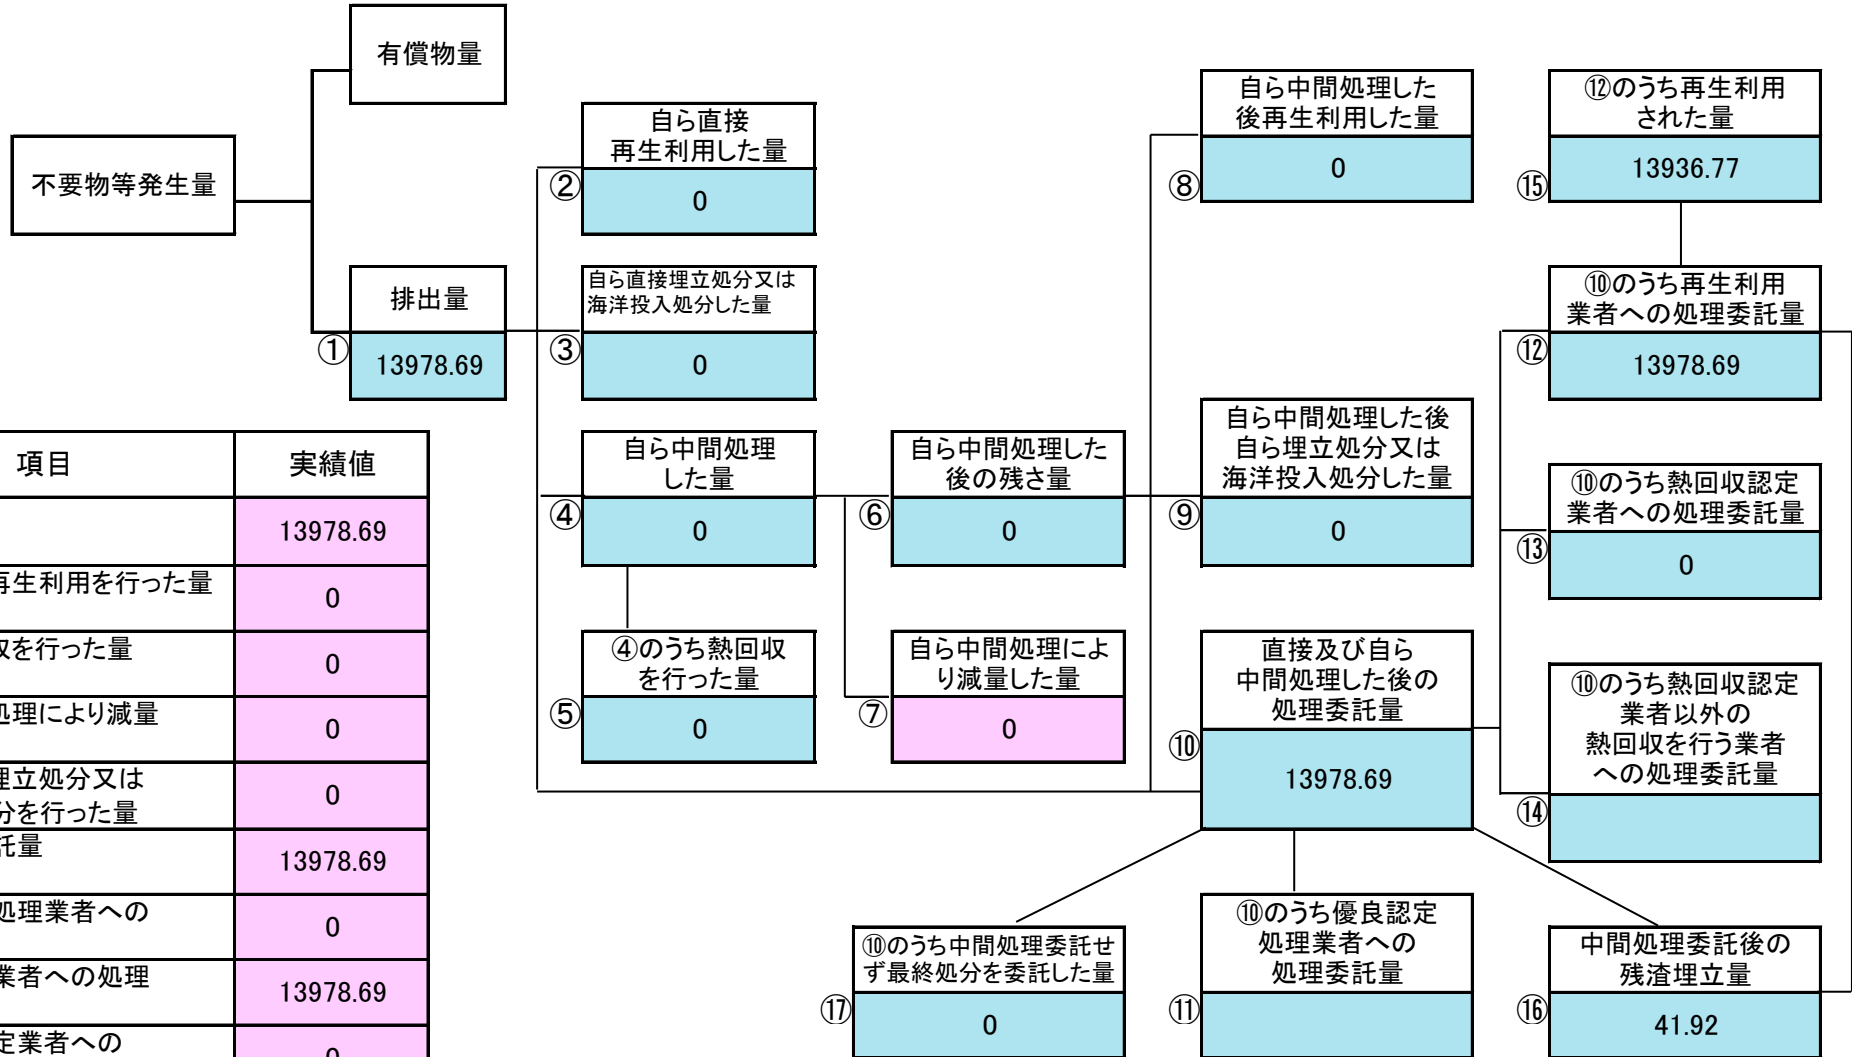 有償物量
不要物等発生量
排出量
①
13978.69
自ら直接
再生利用した量
②
0
自ら直接埋立処分又は
海洋投入処分した量
③
0
自ら中間処理
した量
④
0
④のうち熱回収
を行った量
⑤
0
自ら中間処理した
後の残さ量
⑥
0
自ら中間処理によ
り減量した量
⑦
0
自ら中間処理した
後再生利用した量
⑧
0
自ら中間処理した後
自ら埋立処分又は
海洋投入処分した量
⑨
0
直接及び自ら
中間処理した後の
処理委託量
⑩
13978.69
⑫のうち再生利用
された量
⑮
13936.77
⑩のうち再生利用
業者への処理委託量
⑫
13978.69
⑩のうち熱回収認定
業者への処理委託量
⑬
0
⑩のうち熱回収認定
業者以外の
熱回収を行う業者
への処理委託量
⑭
⑩のうち中間処理委託せ
ず最終処分を委託した量
⑰
0
⑩のうち優良認定
処理業者への
処理委託量
⑪
中間処理委託後の
残渣埋立量
⑯
41.92
項目 実績値
13978.69
再生利用を行った量 0
を行った量 0
処理により減量 0
埋立処分又は
を行った量 0
託量 13978.69
処理業者への 0
業者への処理 13978.69
定業者への 0